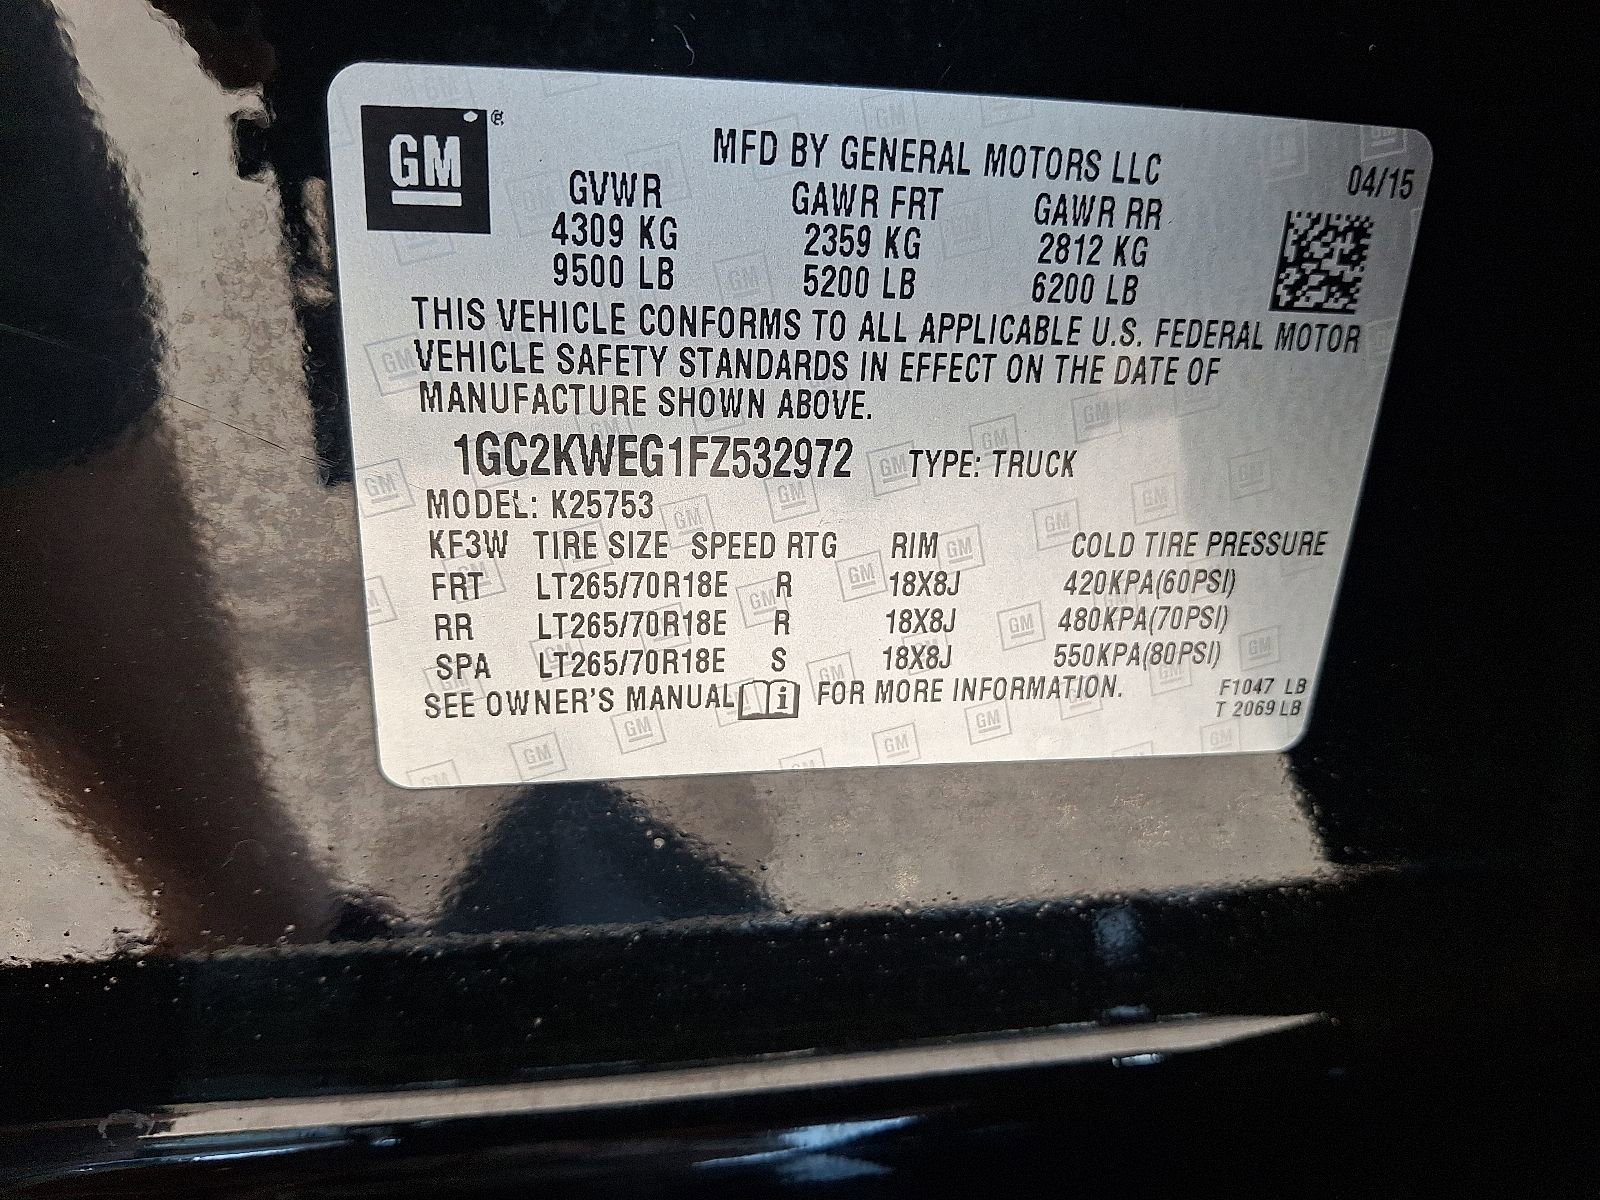 GM ®
MFD BY GENERAL MOTORS LLC
04/15
GVWR GAWR FRT GAWR RR
4309 KG 2359 KG 2812 KG
9500 LB 5200 LB 6200 LB
THIS VEHICLE CONFORMS TO ALL APPLICABLE U.S. FEDERAL MOTOR
VEHICLE SAFETY STANDARDS IN EFFECT ON THE DATE OF
MANUFACTURE SHOWN ABOVE.
1GC2KWEG1FZ532972 TYPE: TRUCK
MODEL: K25753
KF3W TIRE SIZE SPEED RTG RIM COLD TIRE PRESSURE
FRT LT265/70R18E R 18X8J 420KPA(60PSI)
RR LT265/70R18E R 18X8J 480KPA(70PSI)
SPA LT265/70R18E S 18X8J 550KPA(80PSI)
SEE OWNER'S MANUAL i FOR MORE INFORMATION.
F1047 LB
T 2069 LB